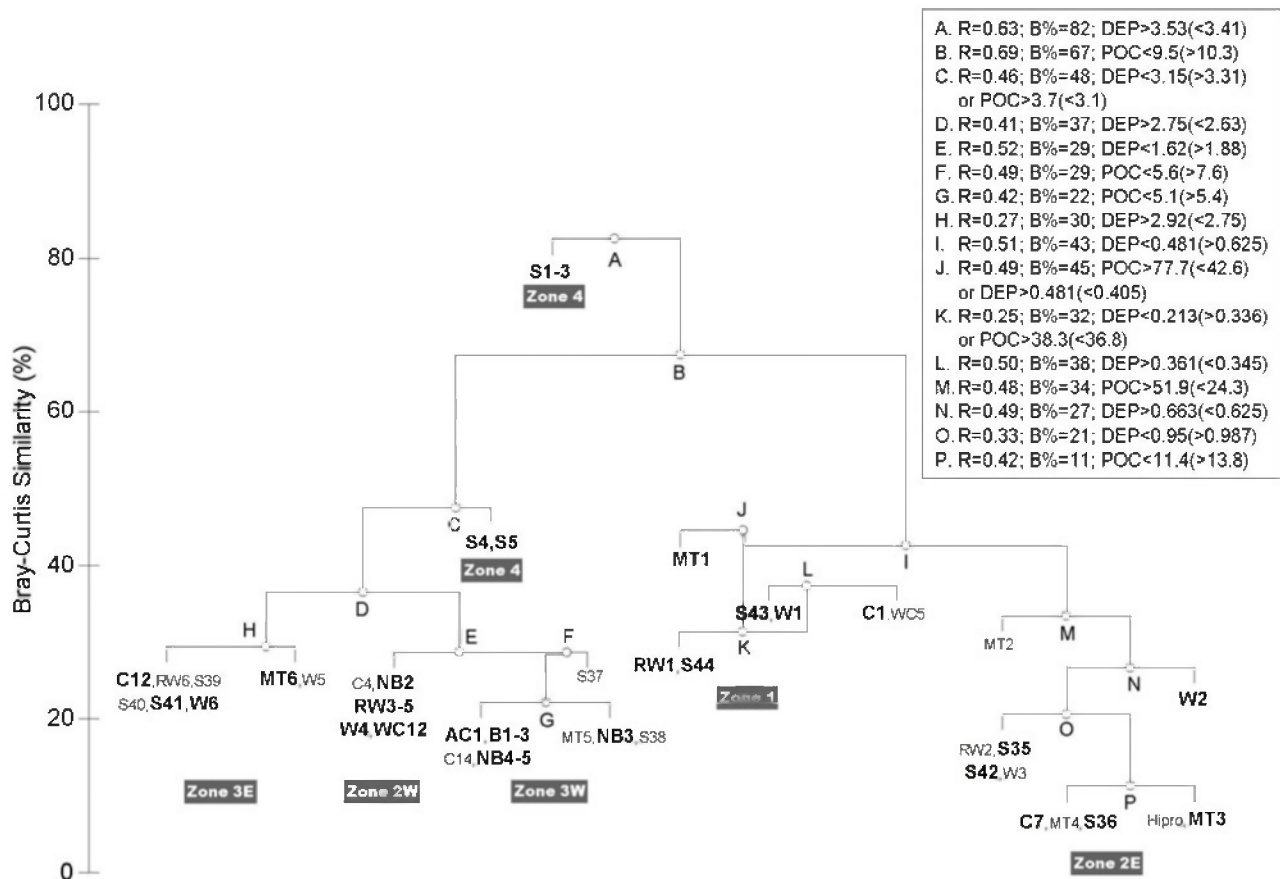 A. R=0.63; B%=82; DEP>3.53(<3.41)
B. R=0.69; B%=67; POC<9.5(>10.3)
C. R=0.46; B%=48; DEP<3.15(>3.31)
or POC>3.7(<3.1)
D. R=0.41; B%=37; DEP>2.75(<2.63)
E. R=0.52; B%=29; DEP<1.62(>1.88)
F. R=0.49; B%=29; POC<5.6(>7.6)
G. R=0.42; B%=22; POC<5.1(>5.4)
H. R=0.27; B%=30; DEP>2.92(<2.75)
I. R=0.51; B%=43; DEP<0.481(>0.625)
J. R=0.49; B%=45; POC>77.7(<42.6)
or DEP>0.481(<0.405)
K. R=0.25; B%=32; DEP<0.213(>0.336)
or POC>38.3(<36.8)
L. R=0.50; B%=38; DEP>0.361(<0.345)
M. R=0.48; B%=34; POC>51.9(<24.3)
N. R=0.49; B%=27; DEP>0.663(<0.625)
O. R=0.33; B%=21; DEP<0.95(>0.987)
P. R=0.42; B%=11; POC<11.4(>13.8)
Bray-Curtis Similarity (%)
100
80
60
40
20
0
A
S1-3
Zone 4
B
C
S4,S5
Zone 4
J
MT1
I
L
S43,W1
C1,WC5
K
RW1,S44
Zone 1
D
H
C12,RW6,S39
S40,S41,W6
MT6,W5
Zone 3E
E
C4,NB2
RW3-5
W4,WC12
Zone 2W
F
S37
G
AC1,B1-3
C14,NB4-5
MT5,NB3,S38
Zone 3W
M
MT2
N
W2
O
RW2,S35
S42,W3
P
C7,MT4,S36
Hipro,MT3
Zone 2E